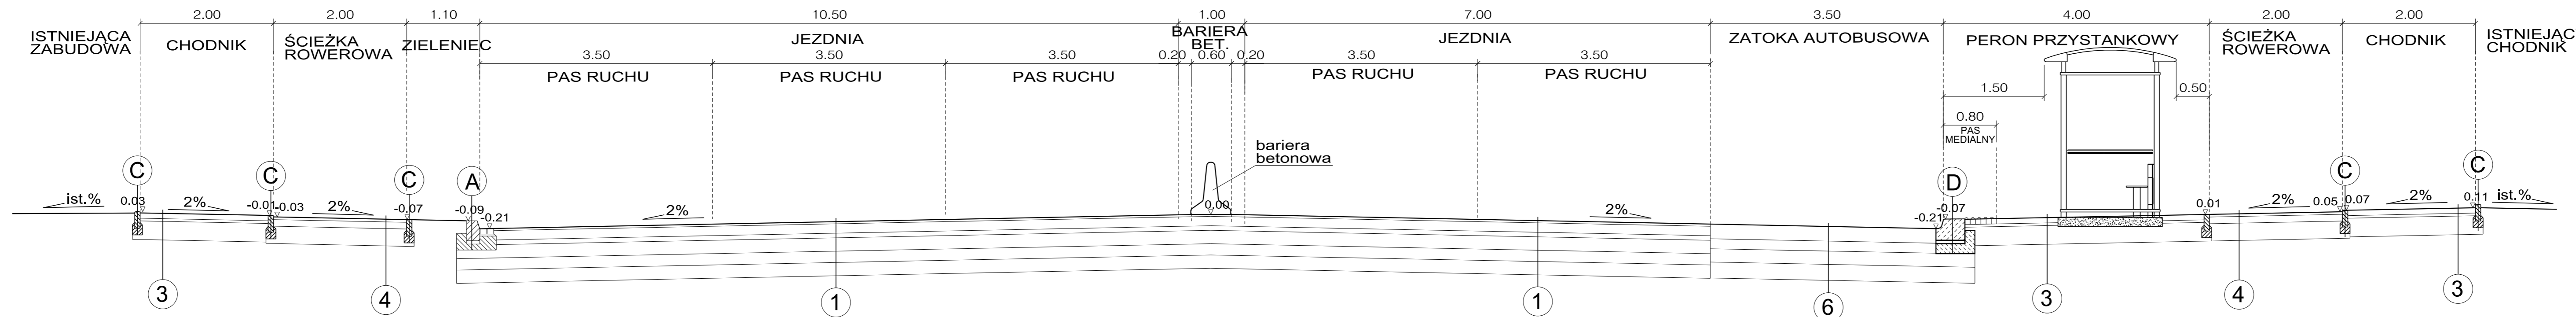 2.00 2.00 1.10 10.50 1.00 7.00 3.50 4.00 2.00 2.00
ISTNIEJĄCA
ZABUDOWA
CHODNIK
ŚCIEŻKA
ROWEROWA
ZIELENIEC
JEZDNIA
BARIERA
BET.
JEZDNIA
ZATOKA AUTOBUSOWA
PERON PRZYSTANKOWY
ŚCIEŻKA
ROWEROWA
CHODNIK
ISTNIEJĄC
CHODNIK
3.50 3.50 3.50 0.20 0.60 0.20 3.50 3.50
PAS RUCHU PAS RUCHU PAS RUCHU PAS RUCHU PAS RUCHU
1.50 0.50
0.80
PAS
MEDIALNY
bariera
betonowa
C C C A D C C
ist.% 0.03 2% -0.01 -0.03 2% -0.07 -0.09 -0.21 2% 0.00 2% -0.21 -0.07 0.01 2% 0.05 0.07 2% 0.11 ist.%
3 4 1 1 6 3 4 3